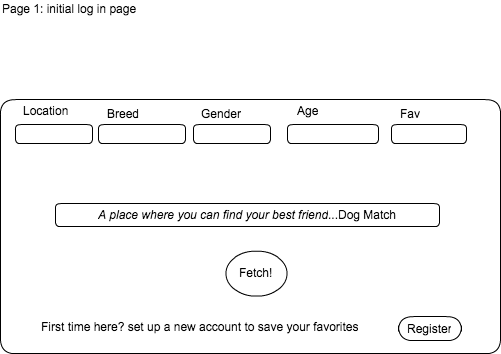 Page 1: initial log in page
Location Breed Gender Age Fav
A place where you can find your best friend...Dog Match
Fetch!
First time here? set up a new account to save your favorites Register